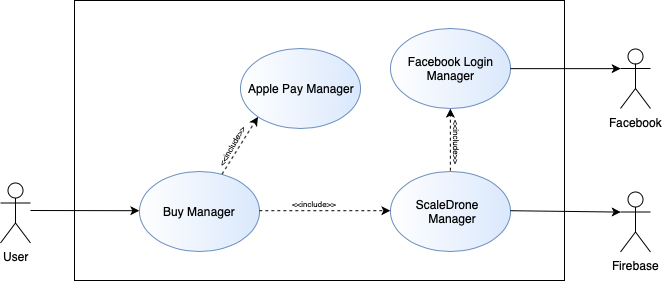 Apple Pay Manager
Facebook Login
Manager
Facebook
<<include>>
<<include>>
User
Buy Manager
<<include>>
ScaleDrone
Manager
Firebase